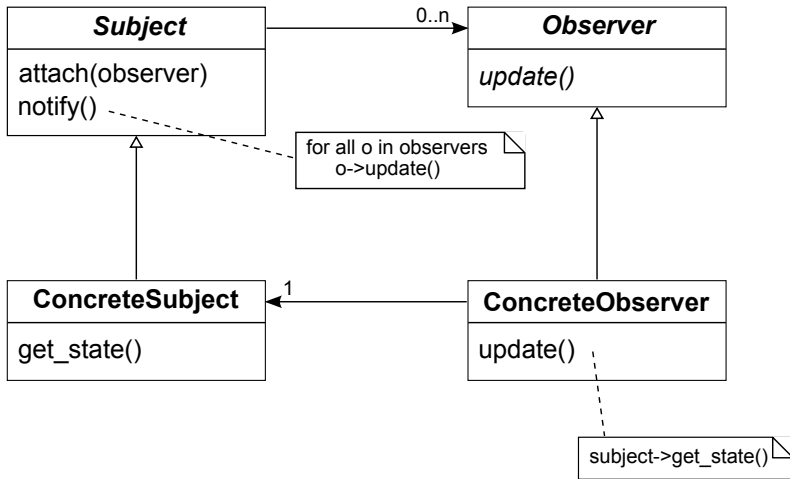 Subject
0..n
Observer
attach(observer)
notify()
update()
for all o in observers
o->update()
ConcreteSubject
1
ConcreteObserver
get_state()
update()
subject->get_state()